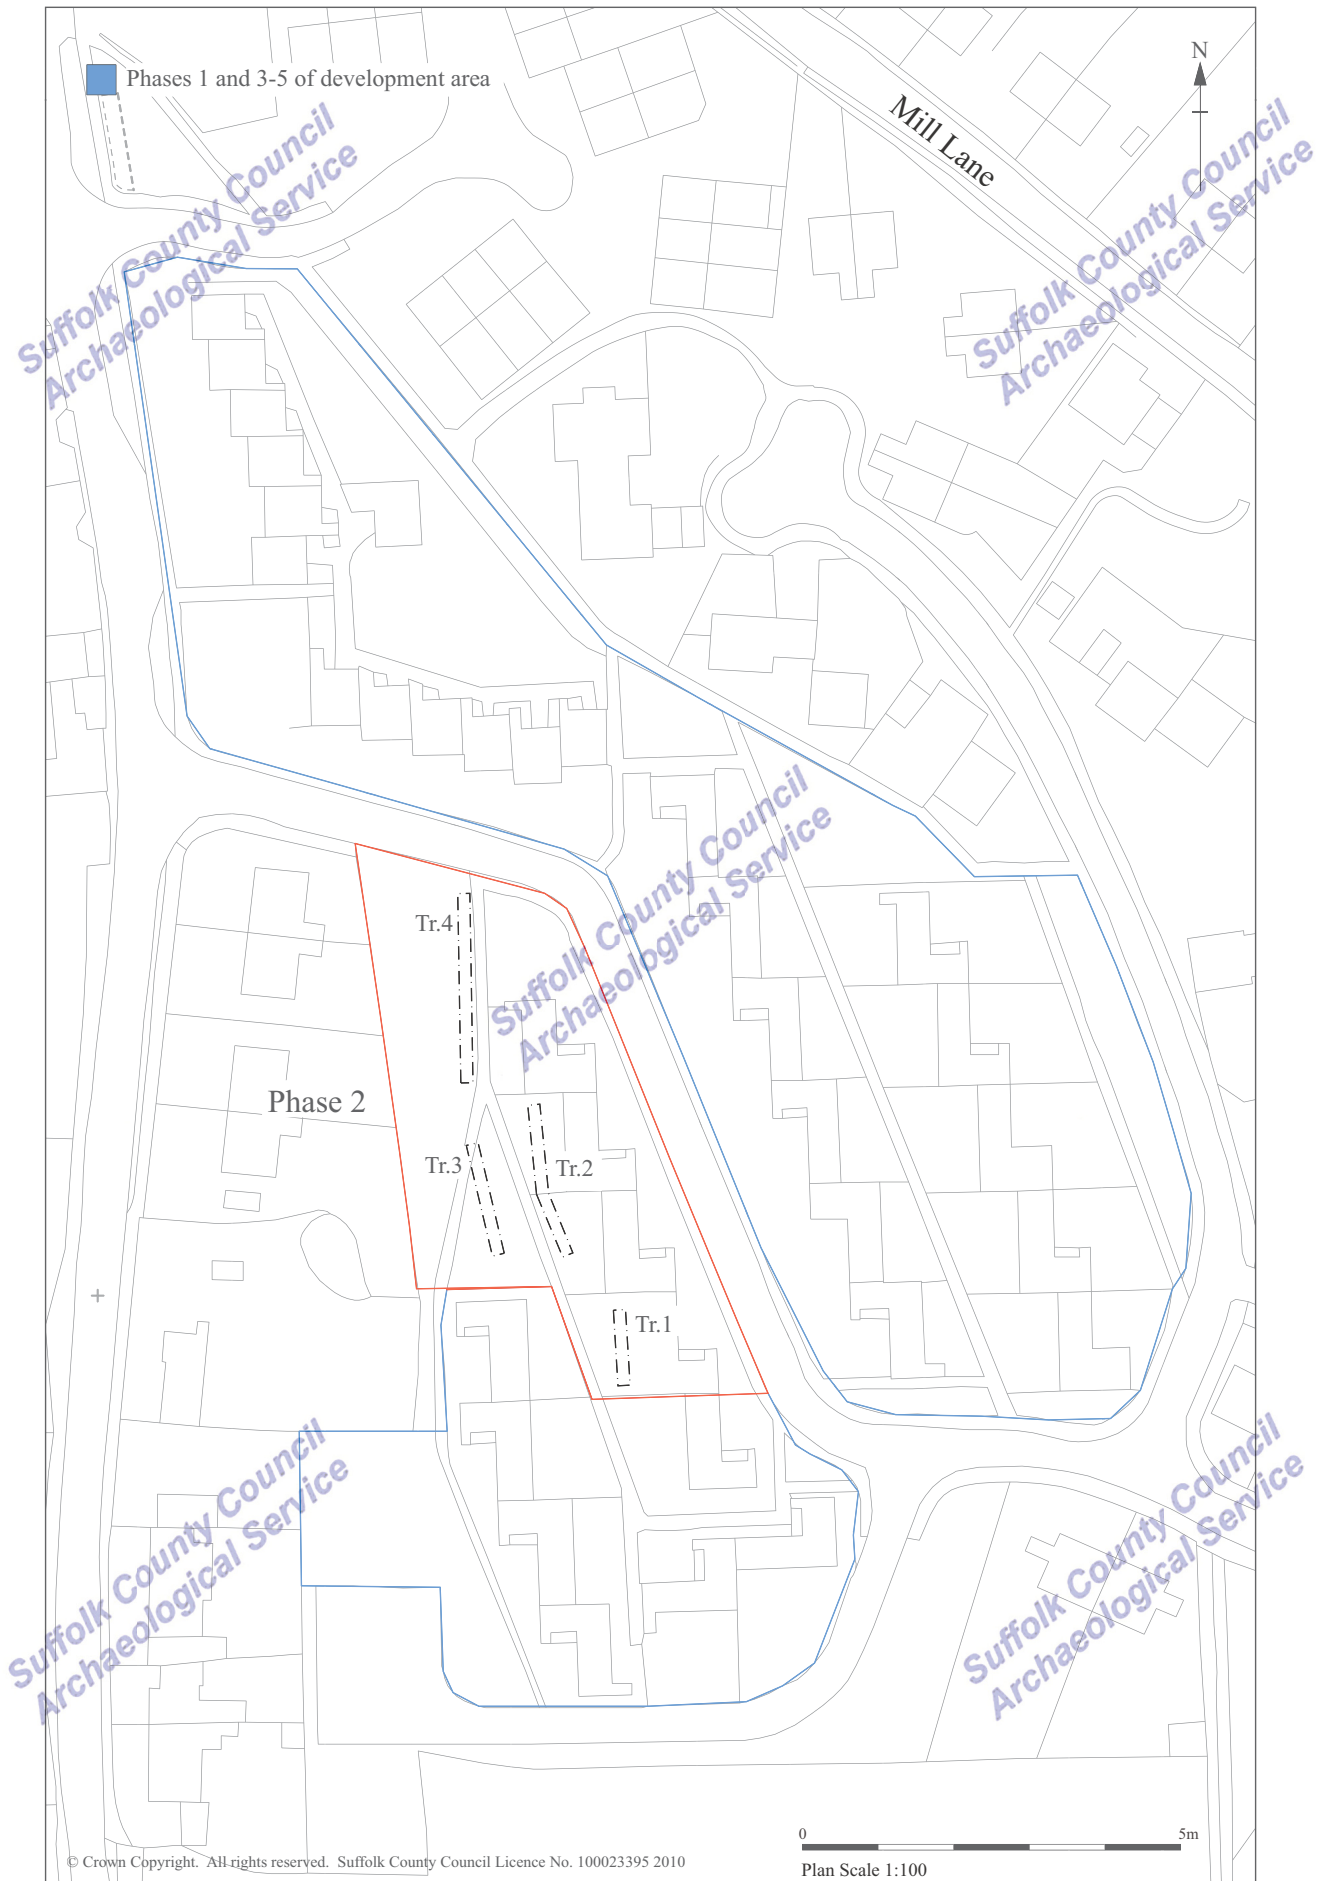 Phases 1 and 3-5 of development area
N
Mill Lane
Suffolk County Council
Archaeological Service
Suffolk County Council
Archaeological Service
Suffolk County Council
Archaeological Service
Tr.4
Phase 2
Tr.3
Tr.2
Tr.1
Suffolk County Council
Archaeological Service
Suffolk County Council
Archaeological Service
0
5m
Plan Scale 1:100
© Crown Copyright. All rights reserved. Suffolk County Council Licence No. 100023395 2010